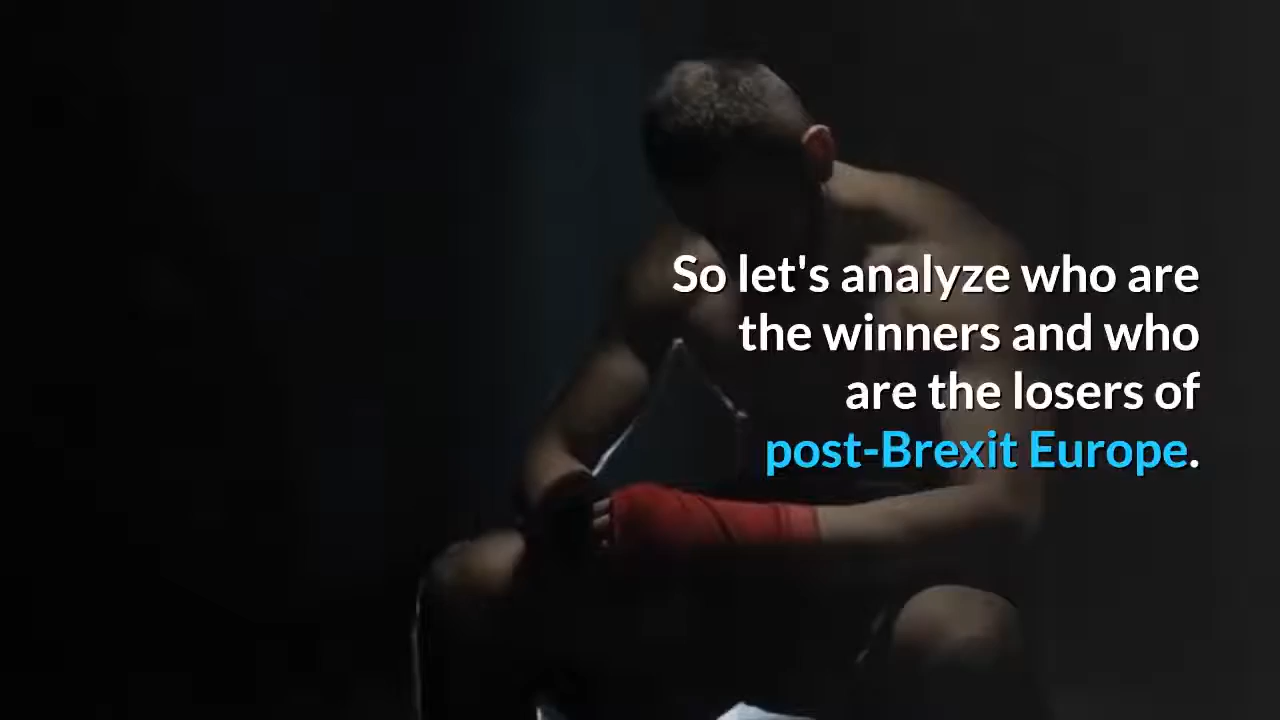 So let's analyze who are
the winners and who
are the losers of
post-Brexit Europe.